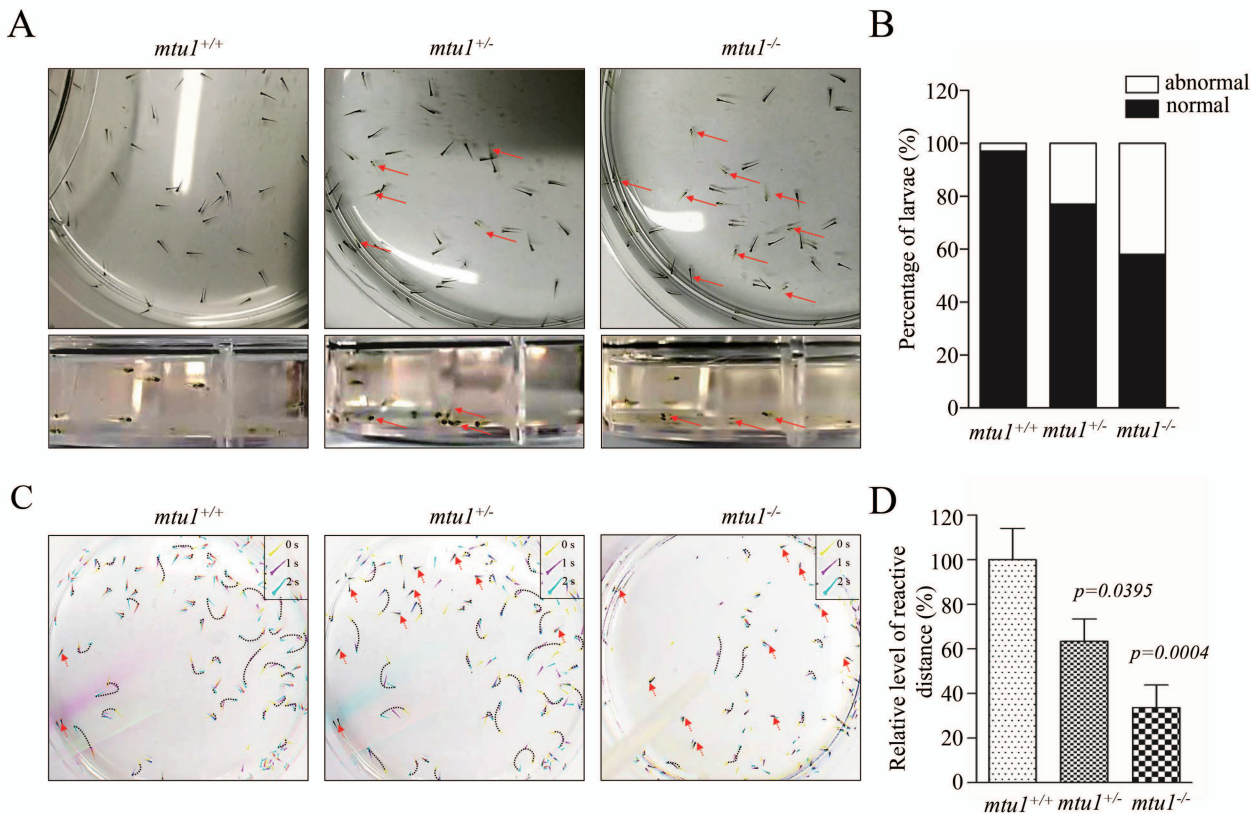 A
mtu1+/+
mtu1+/-
mtu1-/-
B
abnormal
normal
Percentage of larvae (%)
120
100
80
60
40
20
0
mtu1+/+
mtu1+/-
mtu1-/-
C
mtu1+/+
mtu1+/-
mtu1-/-
0 s
1 s
2 s
0 s
1 s
2 s
0 s
1 s
2 s
D
Relative level of reactive
distance (%)
120
100
80
60
40
20
0
p=0.0395
p=0.0004
mtu1+/+
mtu1+/-
mtu1-/-